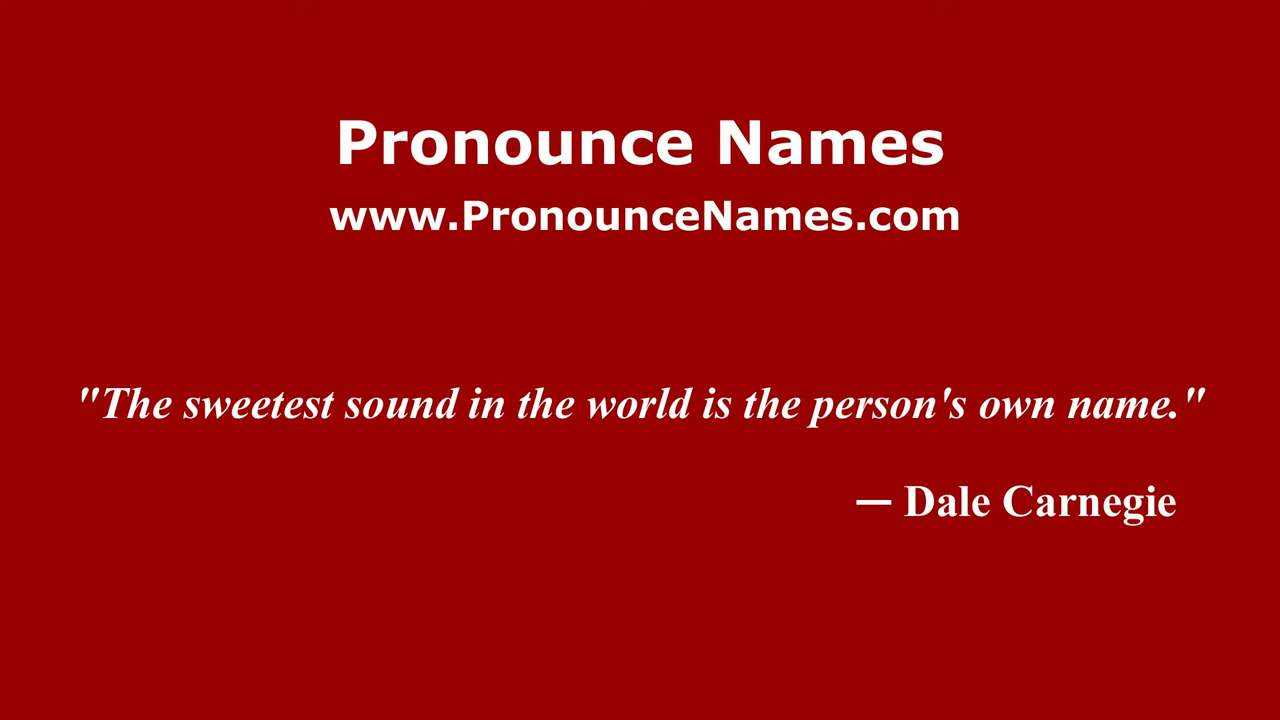 Pronounce Names
www.PronounceNames.com
"The sweetest sound in the world is the person's own name."
— Dale Carnegie